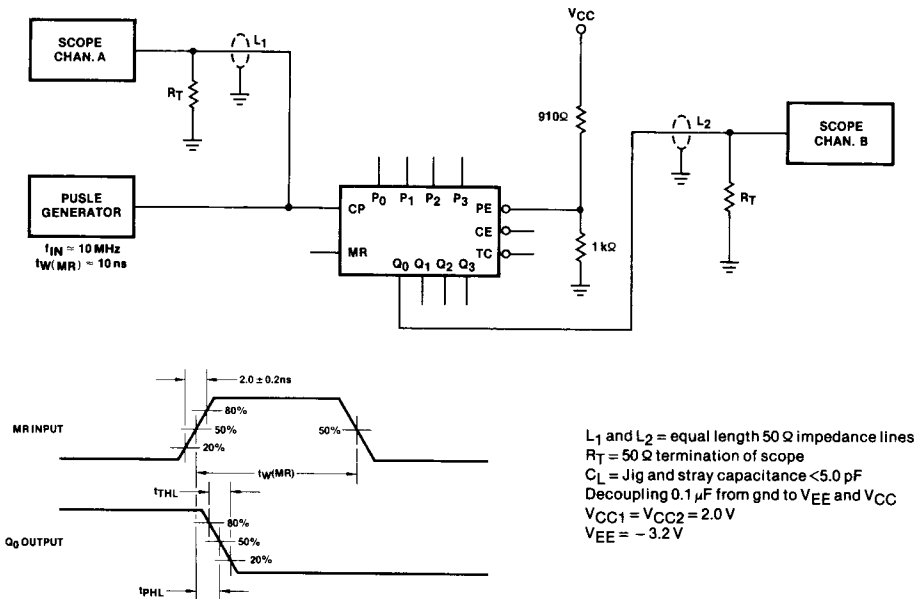 VCC
SCOPE
CHAN. A
L1
RT
910Ω
L2
SCOPE
CHAN. B
RT
PUSLE
GENERATOR
fIN ≈ 10 MHz
tW(MR) ≈ 10 ns
P0 P1 P2 P3
CP
PE
CE
MR
TC
Q0 Q1 Q2 Q3
1 kΩ
2.0 ± 0.2ns
MR INPUT
80%
50%
20%
50%
tW(MR)
tTHL
80%
50%
20%
Q0 OUTPUT
tPHL
L1 and L2 = equal length 50 Ω impedance lines
RT = 50 Ω termination of scope
CL = Jig and stray capacitance <5.0 pF
Decoupling 0.1 µF from gnd to VEE and VCC
VCC1 = VCC2 = 2.0 V
VEE = −3.2 V